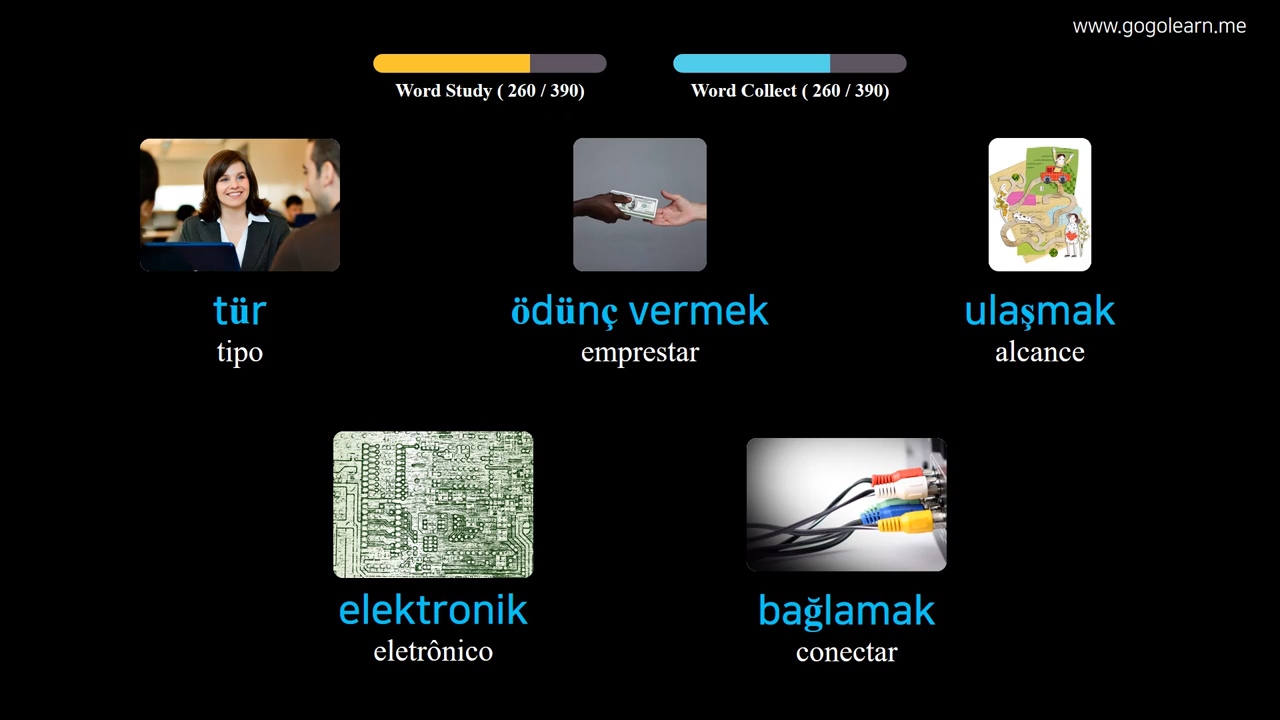 www.gogolearn.me
Word Study ( 260 / 390)
Word Collect ( 260 / 390)
tür
tipo
ödünç vermek
emprestar
ulaşmak
alcance
elektronik
eletrônico
bağlamak
conectar